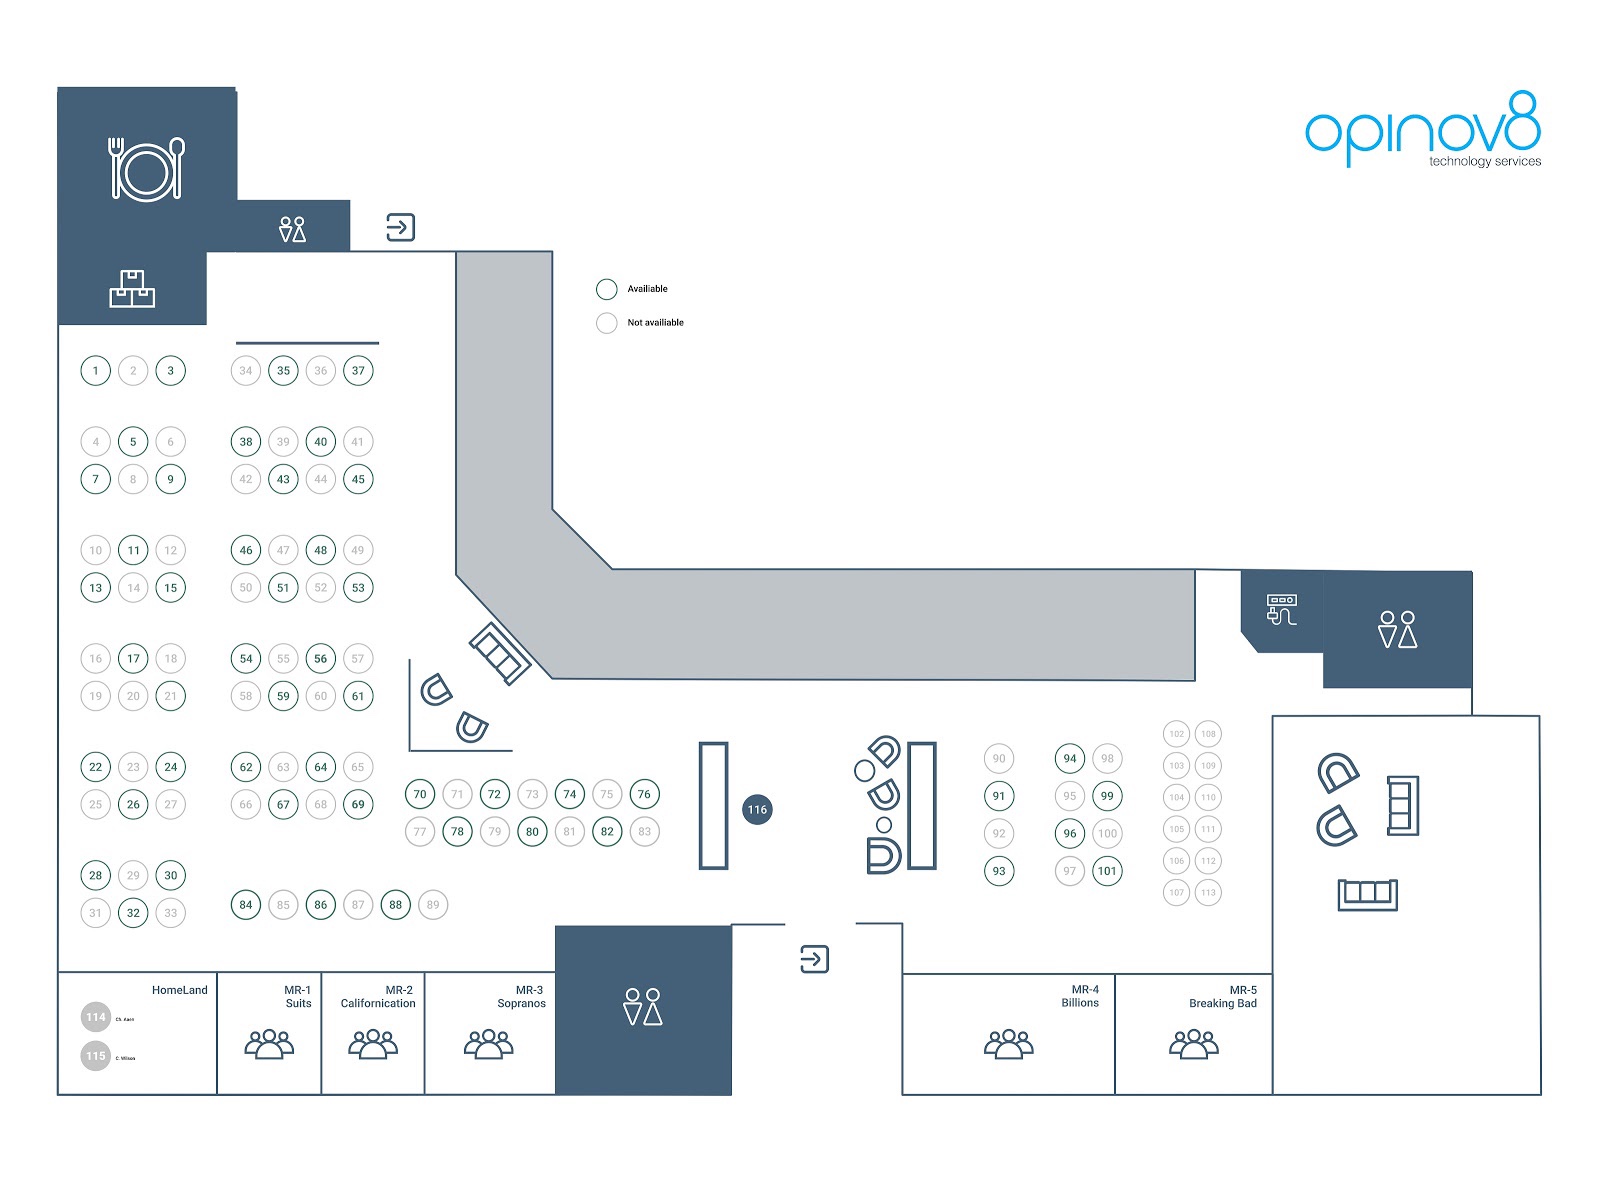 opinov8
technology services
Availiable
Not availiable
1 2 3 34 35 36 37
4 5 6 38 39 40 41
7 8 9 42 43 44 45
10 11 12 46 47 48 49
13 14 15 50 51 52 53
16 17 18 54 55 56 57
19 20 21 58 59 60 61
22 23 24 62 63 64 65
25 26 27 66 67 68 69
70 71 72 73 74 75 76
77 78 79 80 81 82 83
28 29 30
31 32 33
84 85 86 87 88 89
116
90 94 98
91 95 99
92 96 100
93 97 101
102 108
103 109
104 110
105 111
106 112
107 113
HomeLand
114 Ch. Aaen
115 C. Wilson
MR-1
Suits
MR-2
Californication
MR-3
Sopranos
MR-4
Billions
MR-5
Breaking Bad